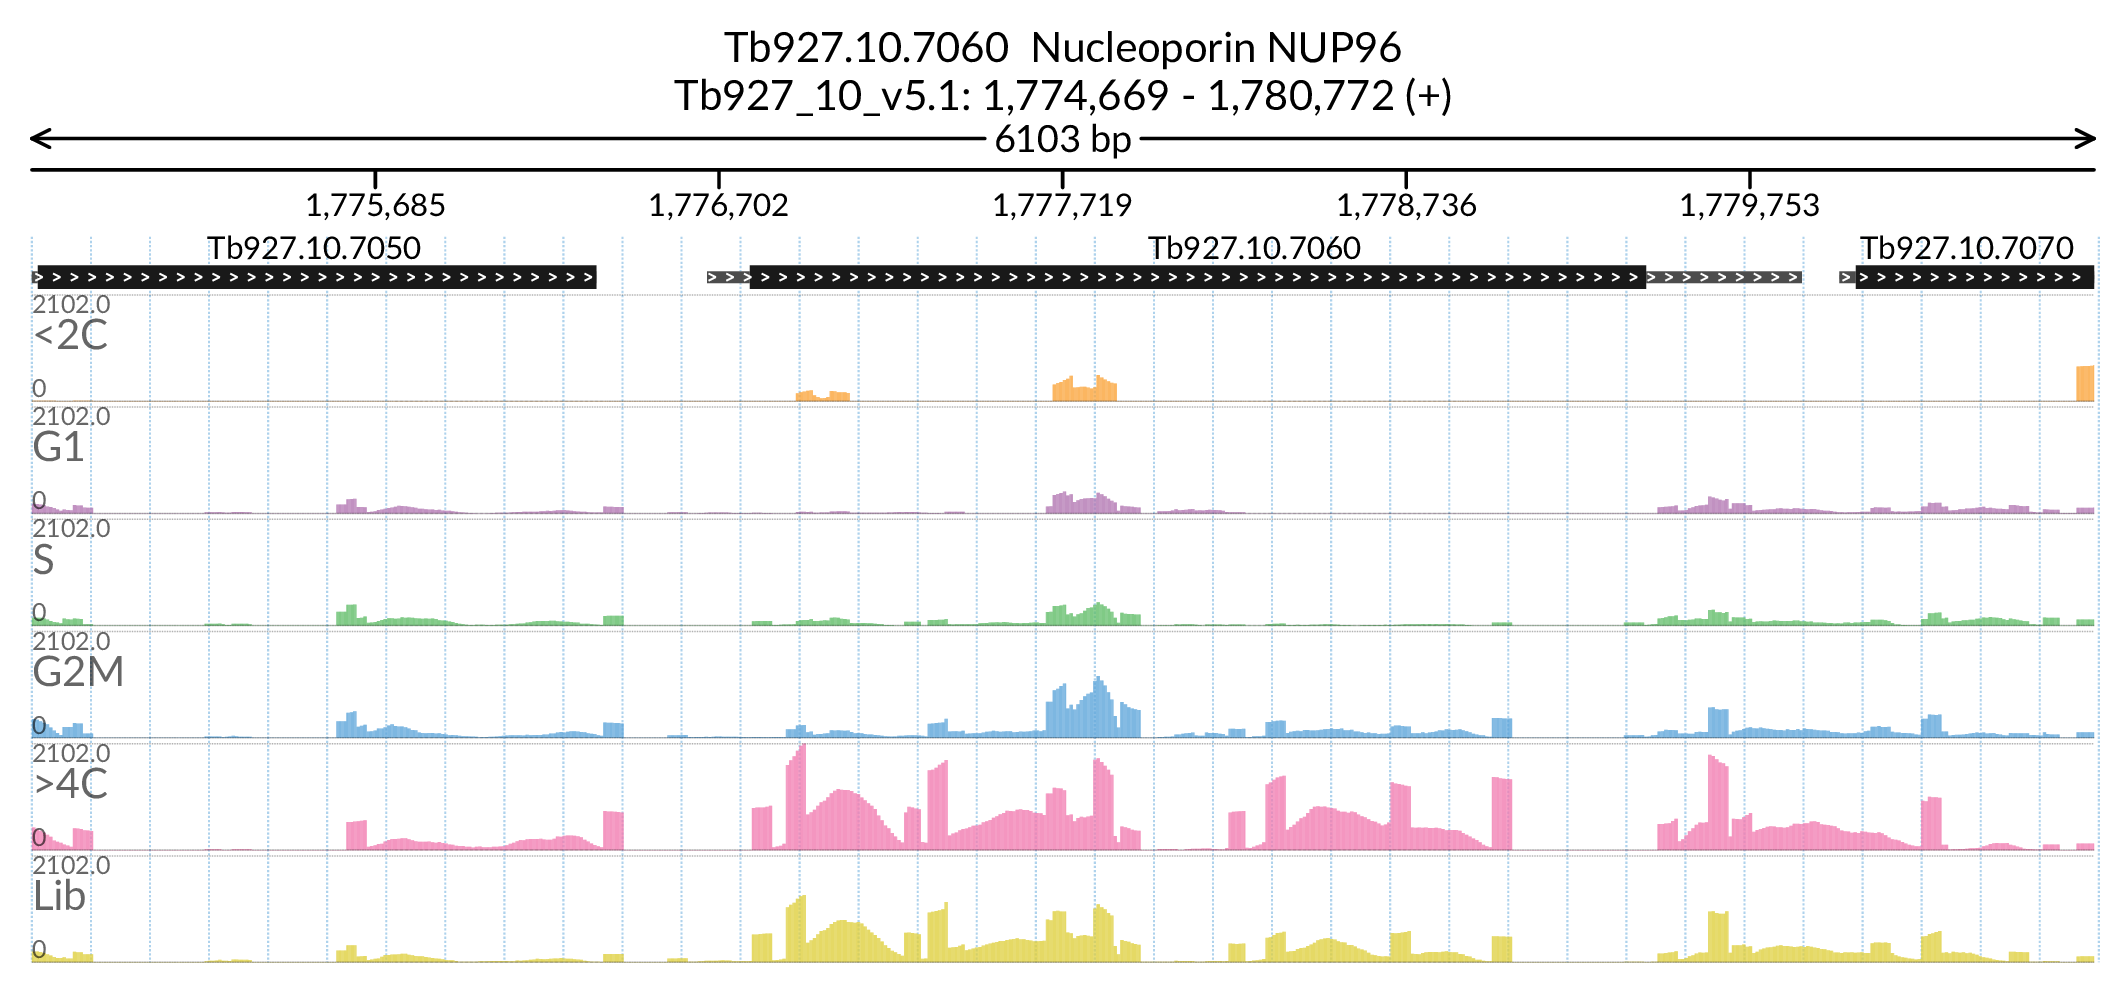 Tb927.10.7060  Nucleoporin NUP96
Tb927_10_v5.1: 1,774,669 - 1,780,772 (+)
6103 bp
1,775,685 1,776,702 1,777,719 1,778,736 1,779,753
Tb927.10.7050 Tb927.10.7060 Tb927.10.7070
2102.0
<2C
0
2102.0
G1
0
2102.0
S
0
2102.0
G2M
0
2102.0
>4C
0
2102.0
Lib
0